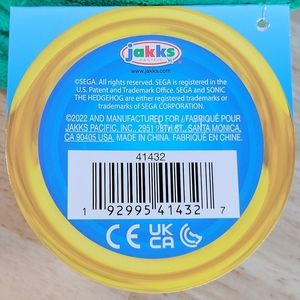 jakks
PACIFIC
www.jakks.com
©SEGA. All rights reserved. SEGA is registered in the
U.S. Patent and Trademark Office. SEGA and SONIC
THE HEDGEHOG are either registered trademarks or
trademarks of SEGA CORPORATION.
©2022 AND MANUFACTURED FOR / FABRIQUÉ POUR
JAKKS PACIFIC, INC., 2951 28TH ST., SANTA MONICA,
CA 90405 USA. MADE IN CHINA. FABRIQUÉ EN CHINE.
41432
1 92995 41432 7
CE UK
CA